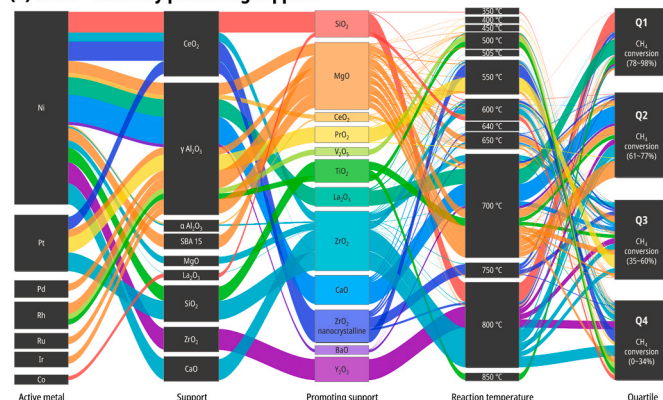 Ni
Pt
Pd
Rh
Ru
Ir
Co
Active metal
CeO₂
γ Al₂O₃
α Al₂O₃
SBA 15
MgO
La₂O₃
SiO₂
ZrO₂
CaO
Support
SiO₂
MgO
CeO₂
PrO₂
V₂O₅
TiO₂
La₂O₃
ZrO₂
CaO
ZrO₂
nanocrystalline
BaO
Y₂O₃
Promoting support
350 °C
400 °C
450 °C
500 °C
505 °C
550 °C
600 °C
640 °C
650 °C
700 °C
750 °C
800 °C
850 °C
Reaction temperature
Q1
CH₄
conversion
(78~98%)
Q2
CH₄
conversion
(61~77%)
Q3
CH₄
conversion
(35~60%)
Q4
CH₄
conversion
(0~34%)
Quartile